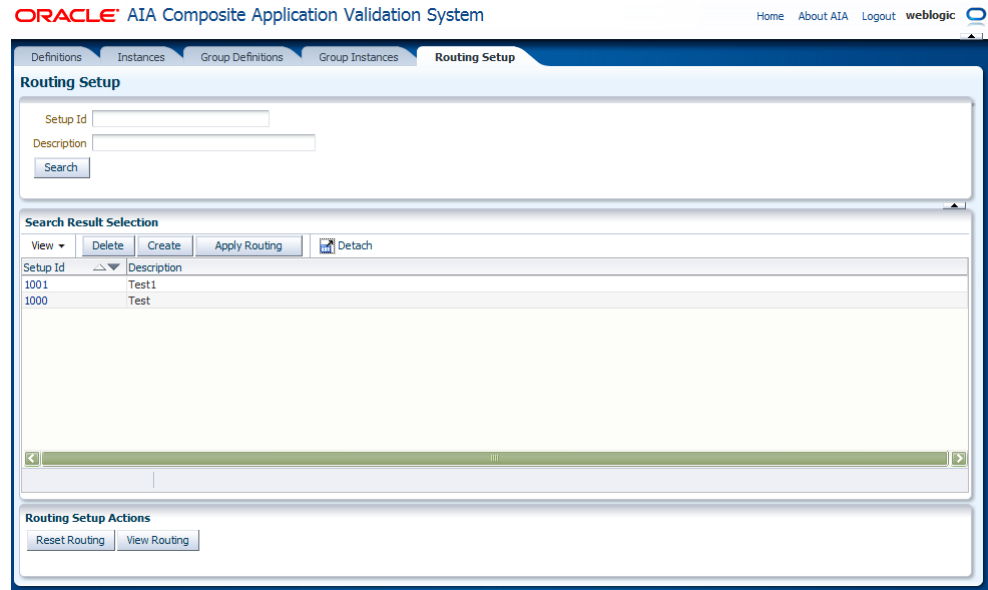 ORACLE AIA Composite Application Validation System Home About AIA Logout weblogic
Definitions Instances Group Definitions Group Instances Routing Setup
Routing Setup
Setup Id
Description
Search
Search Result Selection
View Delete Create Apply Routing Detach
Setup Id Description
1001 Test1
1000 Test
Routing Setup Actions
Reset Routing View Routing